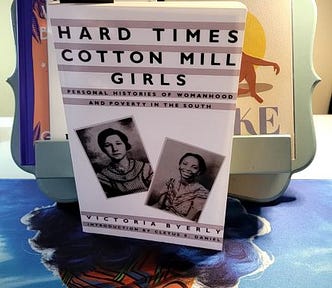 HARD TIMES
COTTON MILL
GIRLS
PERSONAL HISTORIES OF WOMANHOOD
AND POVERTY IN THE SOUTH
VICTORIA BYERLY
INTRODUCTION BY CLETUS E. DANIEL
KE